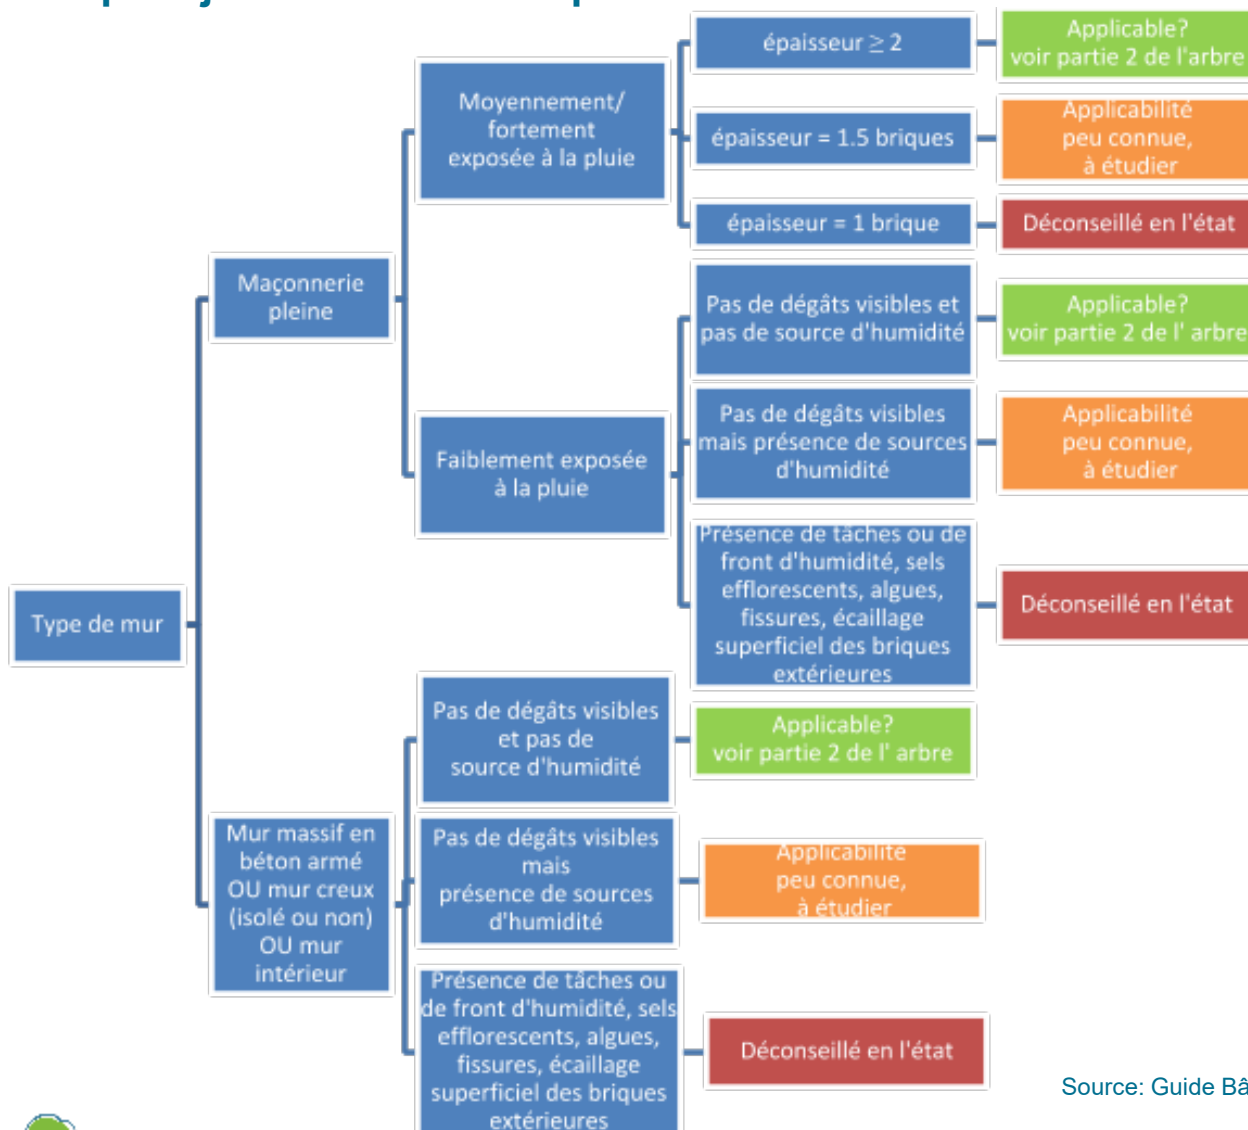 épaisseur ≥ 2
Applicable?
voir partie 2 de l'arbre
Moyennement/
fortement
exposée à la pluie
épaisseur = 1.5 briques
Applicabilité
peu connue,
à étudier
épaisseur = 1 brique
Déconseillé en l'état
Maçonnerie
pleine
Pas de dégâts visibles et
pas de source d'humidité
Applicable?
voir partie 2 de l' arbre
Faiblement exposée
à la pluie
Pas de dégâts visibles
mais présence de sources
d'humidité
Applicabilité
peu connue,
à étudier
Présence de tâches ou de
front d'humidité, sels
efflorescents, algues,
fissures, écaillage
superficiel des briques
extérieures
Déconseillé en l'état
Type de mur
Pas de dégâts visibles
et pas de
source d'humidité
Applicable?
voir partie 2 de l' arbre
Mur massif en
béton armé
OU mur creux
(isolé ou non)
OU mur
intérieur
Pas de dégâts visibles
mais
présence de sources
d'humidité
Applicabilité
peu connue,
à étudier
Présence de tâches ou
de front d'humidité, sels
efflorescents, algues,
fissures, écaillage
superficiel des briques
extérieures
Déconseillé en l'état
Source: Guide Bâ